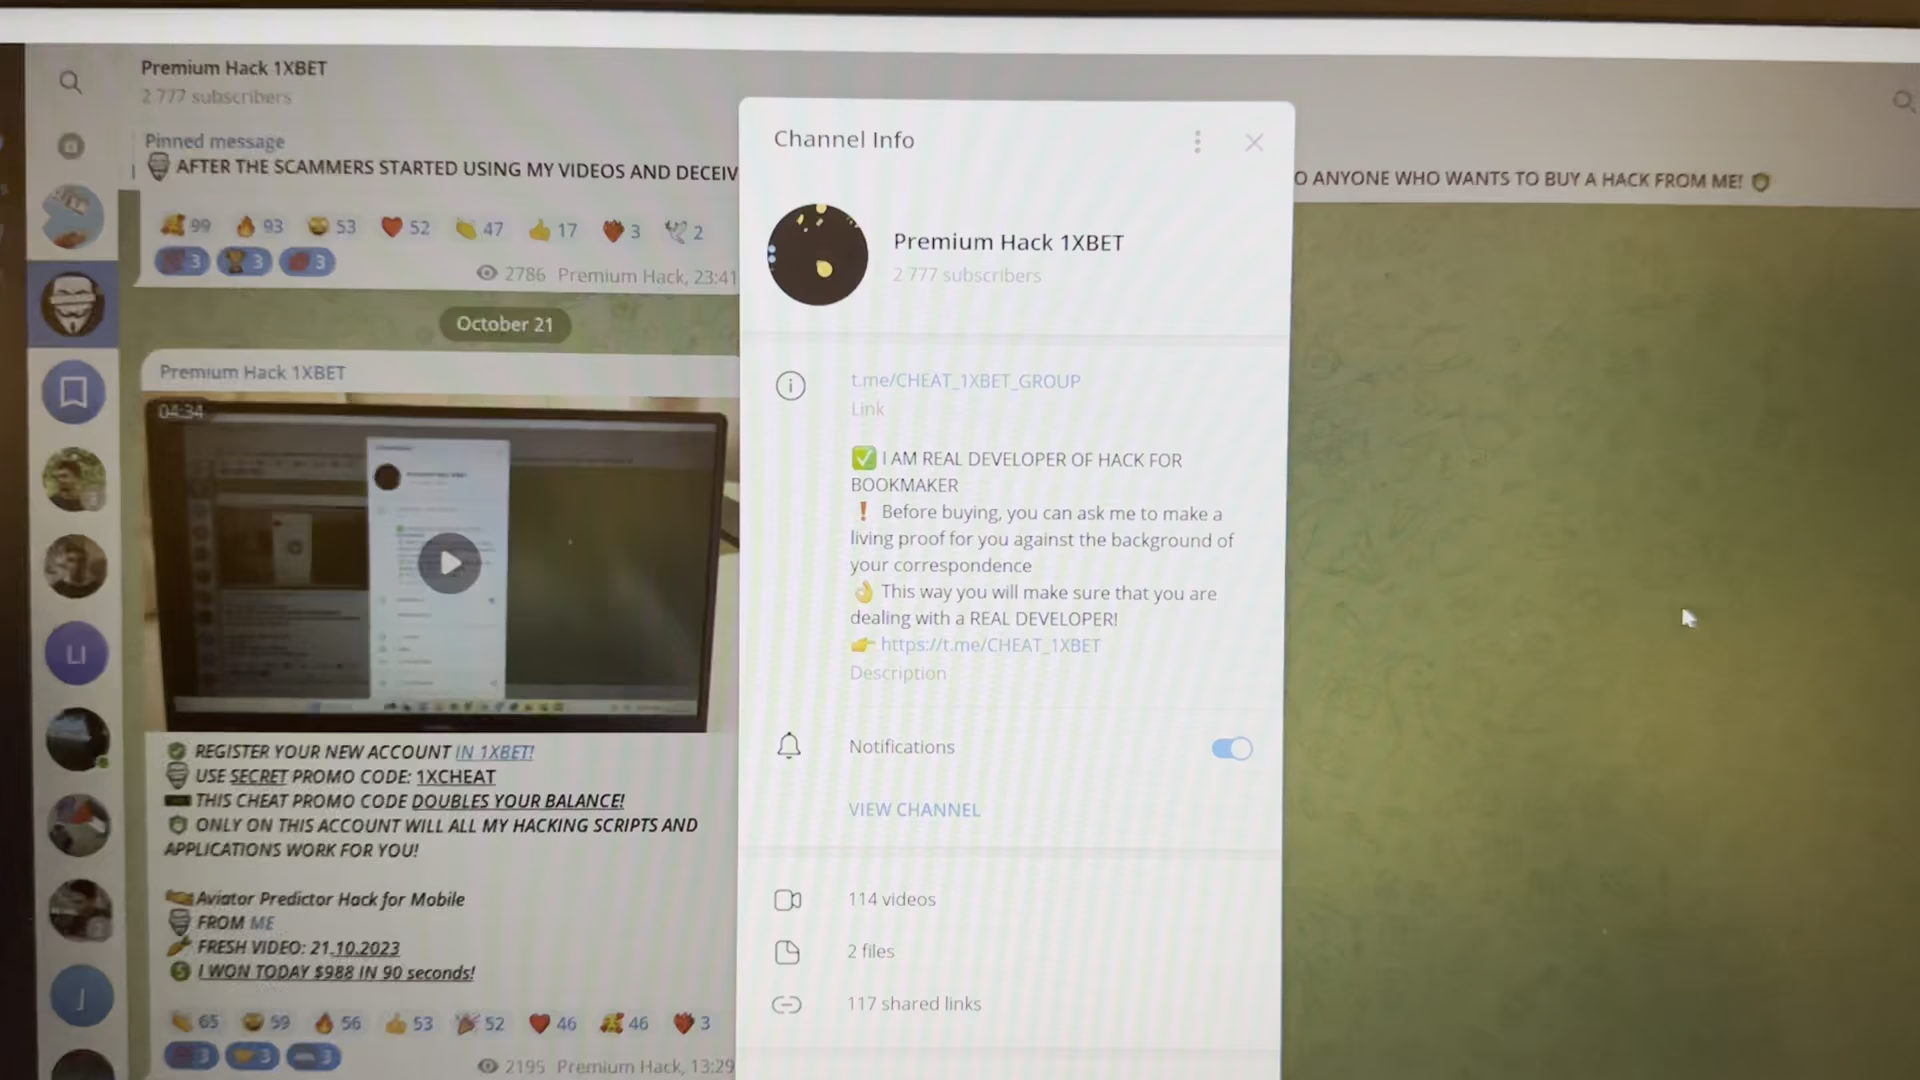 Premium Hack 1XBET
2 777 subscribers
Pinned message
AFTER THE SCAMMERS STARTED USING MY VIDEOS AND DECEIV
O ANYONE WHO WANTS TO BUY A HACK FROM ME!
99 93 53 52 47 17 3 2
3 3 3
2786 Premium Hack, 23:41
October 21
Premium Hack 1XBET
04:34
REGISTER YOUR NEW ACCOUNT IN 1XBET!
USE SECRET PROMO CODE: 1XCHEAT
THIS CHEAT PROMO CODE DOUBLES YOUR BALANCE!
ONLY ON THIS ACCOUNT WILL ALL MY HACKING SCRIPTS AND
APPLICATIONS WORK FOR YOU!
Aviator Predictor Hack for Mobile
FROM ME
FRESH VIDEO: 21.10.2023
I WON TODAY $988 IN 90 seconds!
65 59 56 53 52 46 46 3
3 3 3
2195 Premium Hack, 13:29
LI
J
Channel Info
Premium Hack 1XBET
2 777 subscribers
t.me/CHEAT_1XBET_GROUP
Link
I AM REAL DEVELOPER OF HACK FOR
BOOKMAKER
Before buying, you can ask me to make a
living proof for you against the background of
your correspondence
This way you will make sure that you are
dealing with a REAL DEVELOPER!
https://t.me/CHEAT_1XBET
Description
Notifications
VIEW CHANNEL
114 videos
2 files
117 shared links